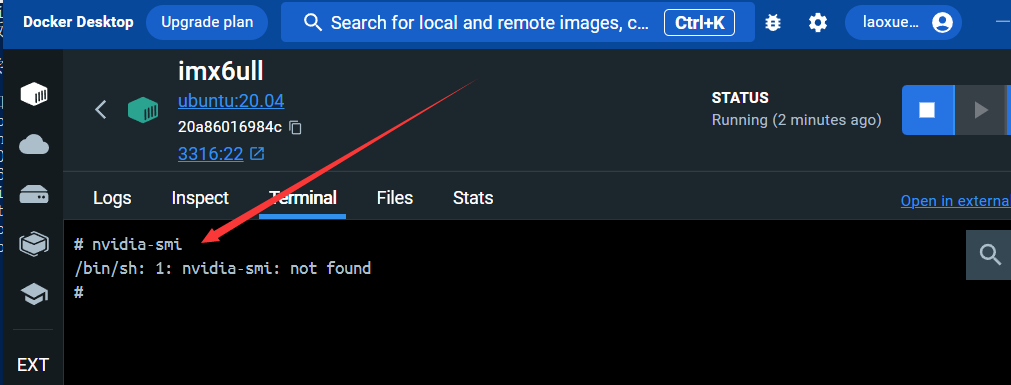 Docker Desktop
Upgrade plan
Search for local and remote images, c...
Ctrl+K
laoxue...
imx6ull
ubuntu:20.04
20a86016984c
3316:22
STATUS
Running (2 minutes ago)
Logs
Inspect
Terminal
Files
Stats
Open in externa
# nvidia-smi
/bin/sh: 1: nvidia-smi: not found
#
EXT